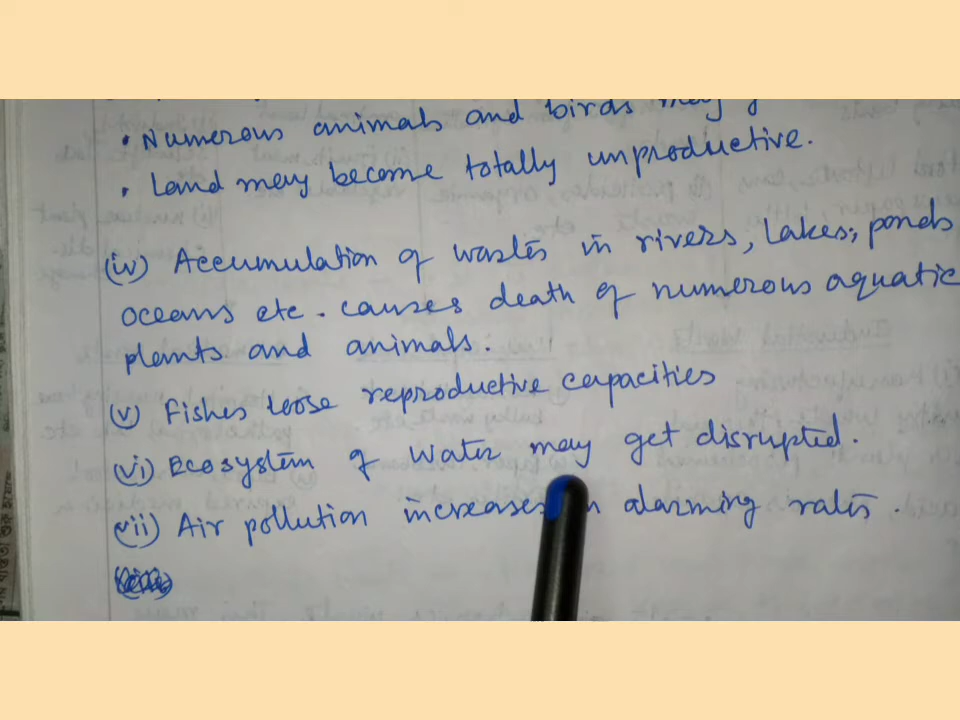 • Numerous animals and birds may
• Land may become totally unproductive.
(iv) Accumulation of wastes in rivers, lakes, ponds
oceans etc. causes death of numerous aquatic
plants and animals.
(v) Fishes loose reproductive capacities
(vi) Ecosystem of water may get disrupted.
(vii) Air pollution increases in alarming rates.